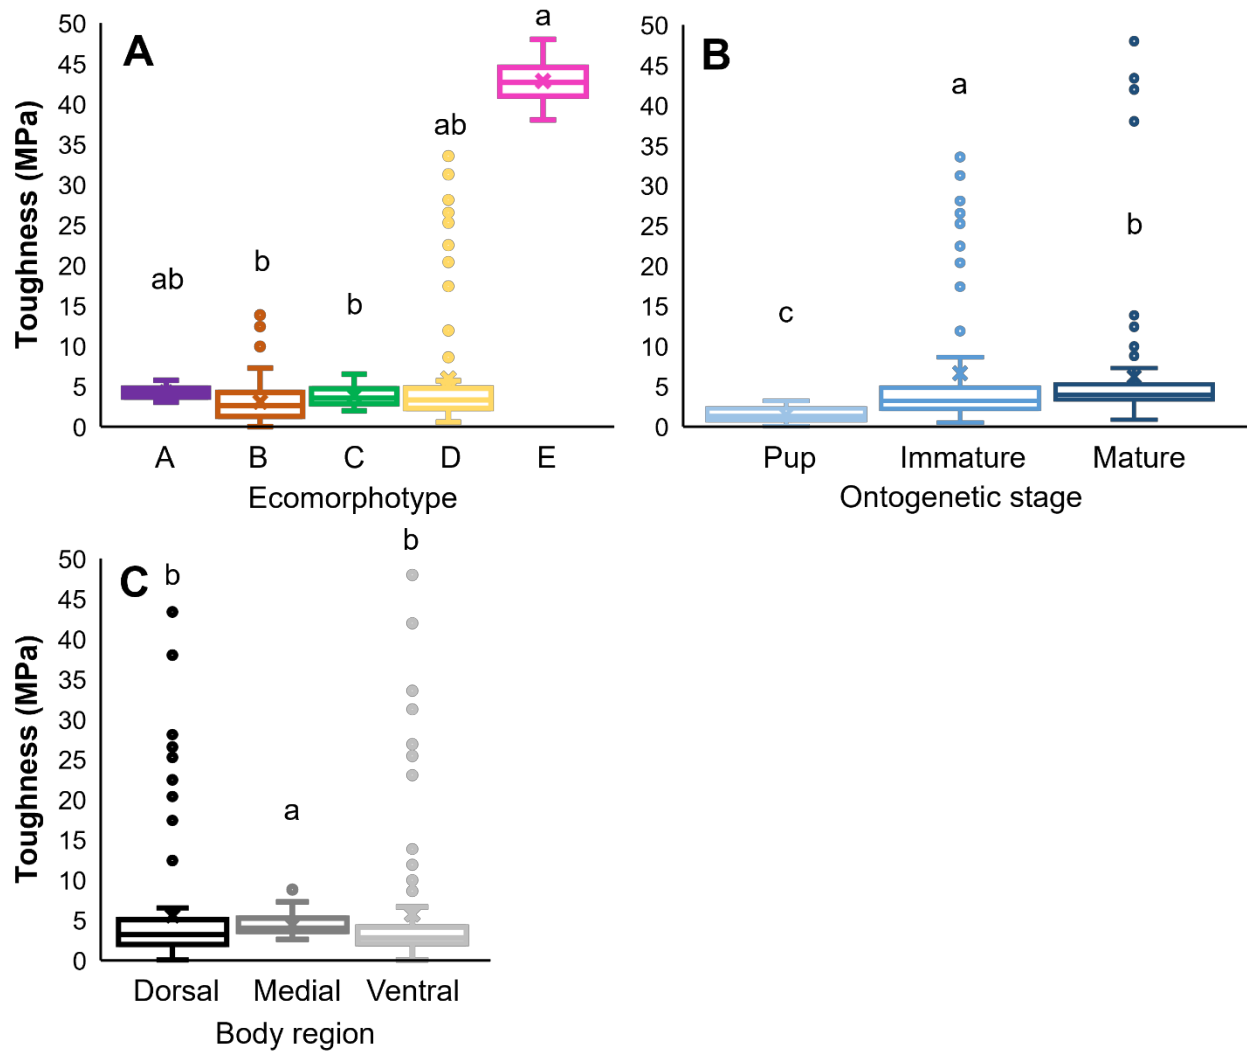 A
Toughness (MPa)
50
45
40
35
30
25
20
15
10
5
0
ab
b
b
ab
a
A B C D E
Ecomorphotype
B
50
45
40
35
30
25
20
15
10
5
0
c
a
b
Pup Immature Mature
Ontogenetic stage
C
Toughness (MPa)
50
45
40
35
30
25
20
15
10
5
0
b
a
b
Dorsal Medial Ventral
Body region